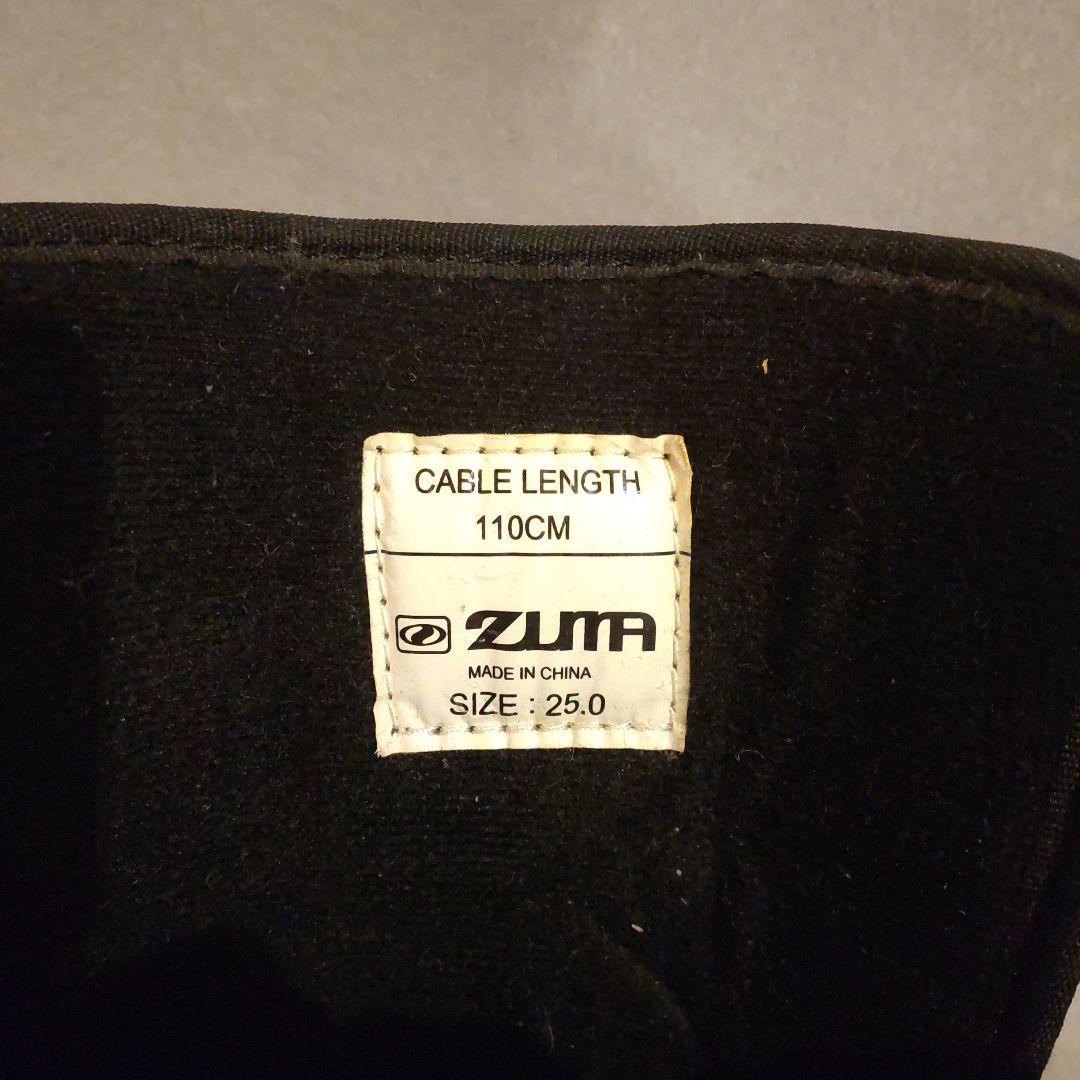 CABLE LENGTH
110CM
ZUMA
MADE IN CHINA
SIZE : 25.0